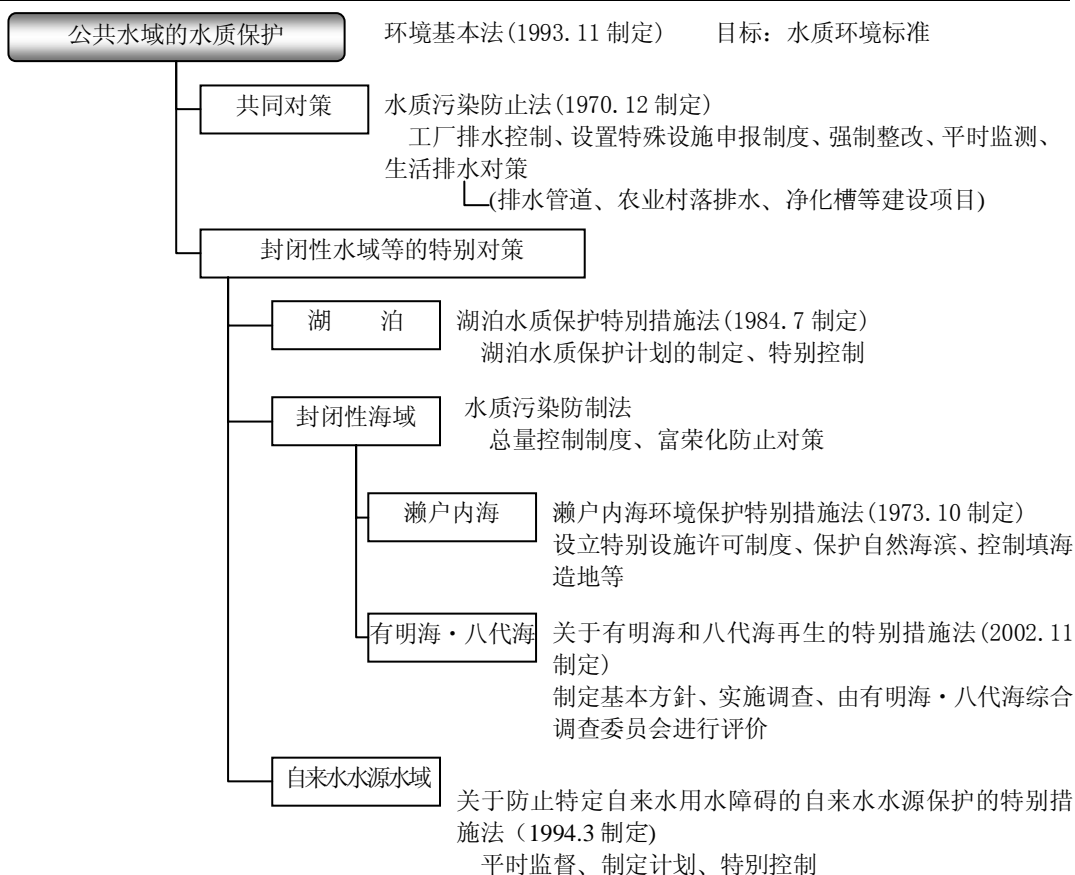 公共水域的水质保护 环境基本法(1993.11 制定) 目标：水质环境标准
共同对策 水质污染防止法(1970.12 制定)
工厂排水控制、设置特殊设施申报制度、强制整改、平时监测、
生活排水对策
(排水管道、农业村落排水、净化槽等建设项目)
封闭性水域等的特别对策
湖 泊 湖泊水质保护特别措施法(1984.7 制定)
湖泊水质保护计划的制定、特别控制
封闭性海域 水质污染防制法
总量控制制度、富荣化防止对策
濑户内海 濑户内海环境保护特别措施法(1973.10 制定)
设立特别设施许可制度、保护自然海滨、控制填海
造地等
有明海・八代海 关于有明海和八代海再生的特别措施法(2002.11
制定)
制定基本方針、实施调查、由有明海・八代海综合
调查委员会进行评价
自来水水源水域
关于防止特定自来水用水障碍的自来水水源保护的特别措
施法（1994.3 制定)
平时监督、制定计划、特别控制